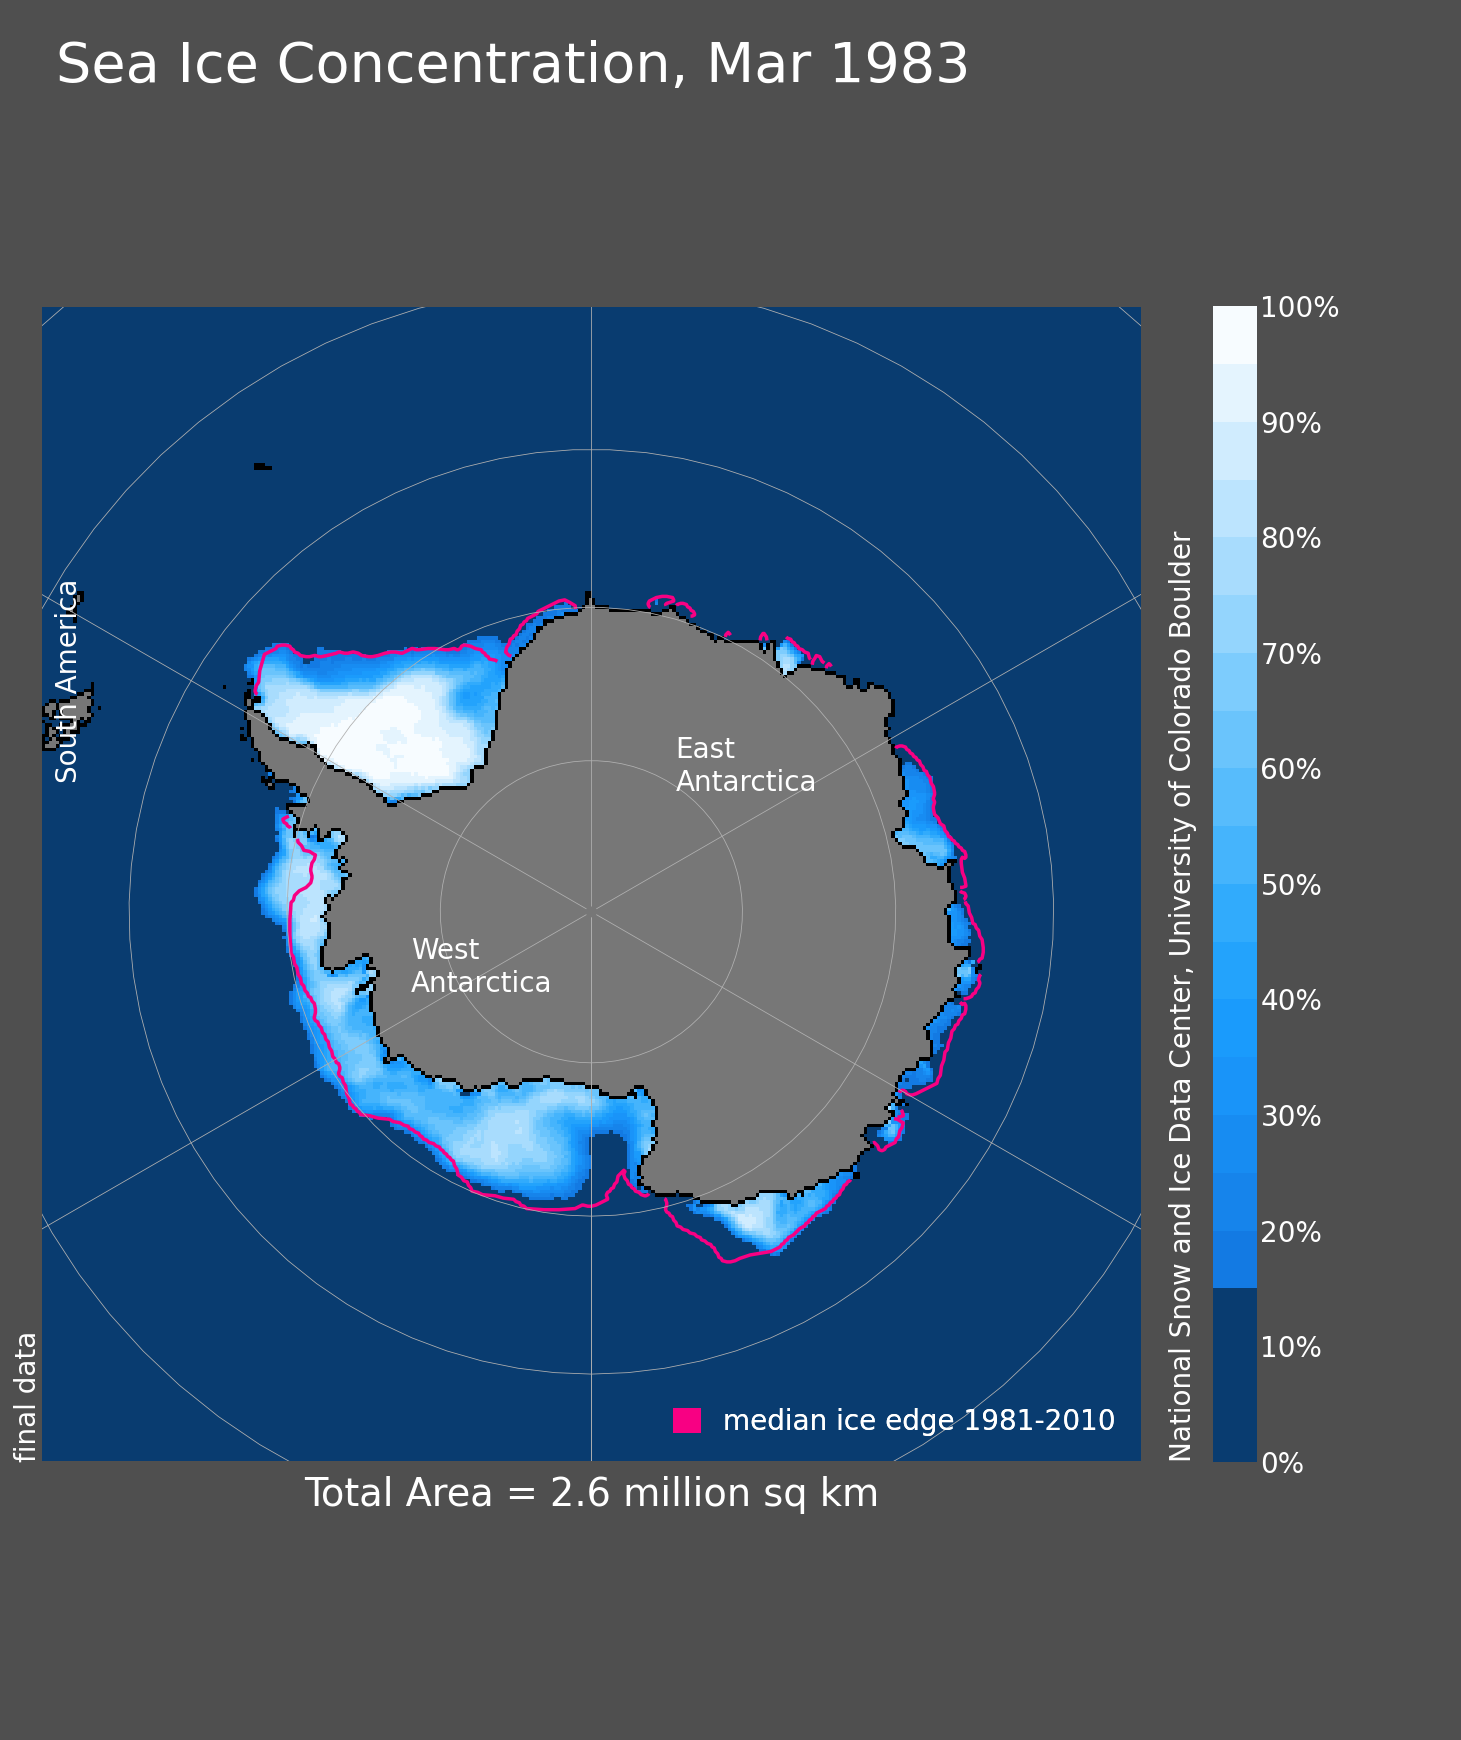 Sea Ice Concentration, Mar 1983
South America
East
Antarctica
West
Antarctica
median ice edge 1981-2010
final data
Total Area = 2.6 million sq km
National Snow and Ice Data Center, University of Colorado Boulder
100%
90%
80%
70%
60%
50%
40%
30%
20%
10%
0%